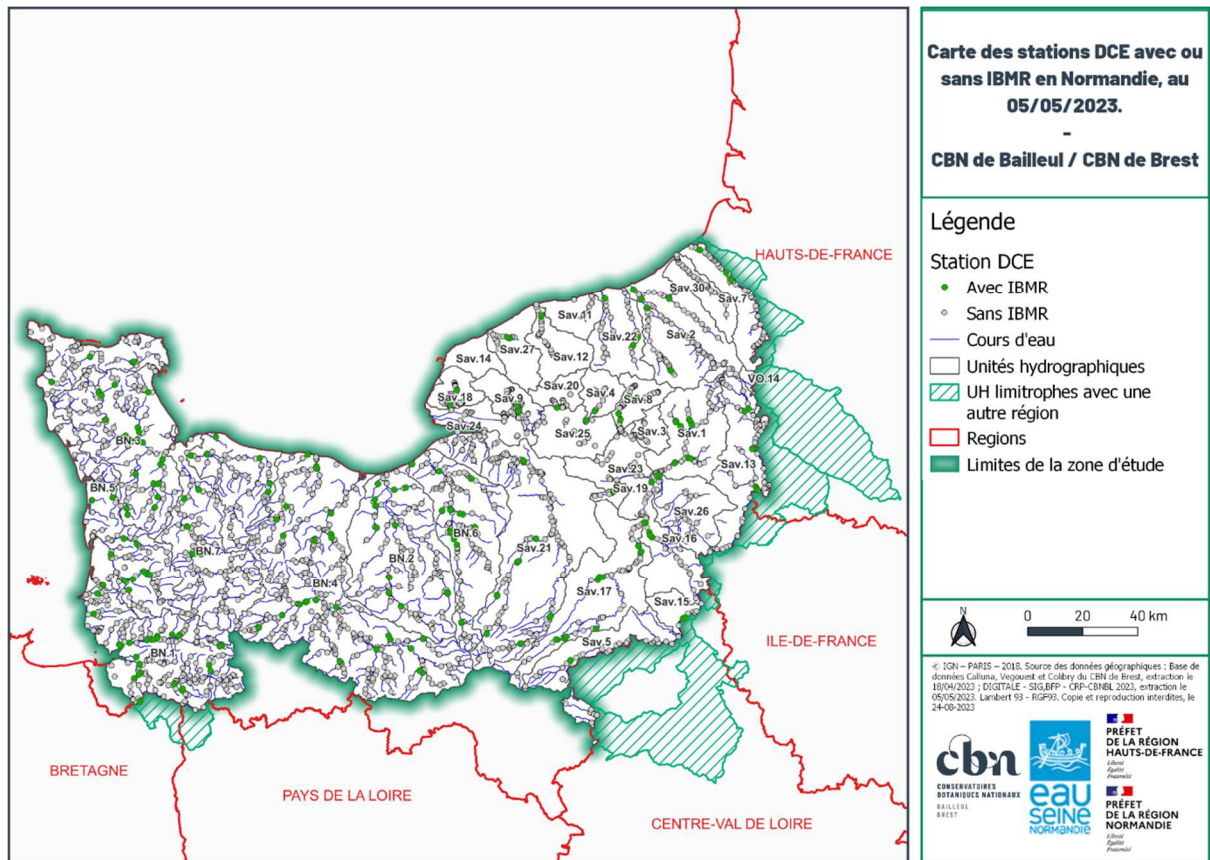 Carte des stations DCE avec ou
sans IBMR en Normandie, au
05/05/2023.
-
CBN de Bailleul / CBN de Brest
Légende
Station DCE
Avec IBMR
Sans IBMR
Cours d'eau
Unités hydrographiques
UH limitrophes avec une
autre région
Regions
Limites de la zone d'étude
N
0 20 40 km
© IGN – PARIS – 2018. Source des données géographiques : Base de
données Calluna, Vegouest et Colibry du CBN de Brest, extraction le
18/04/2023 ; DIGITALE - SIG,BFP - CRP-CBNBL 2023, extraction le
05/05/2023. Lambert 93 - RGF93. Copie et reproduction interdites, le
24-08-2023
cbn
CONSERVATOIRES
BOTANIQUES NATIONAUX
BAILLEUL
BREST
eau
SEINE
NORMANDIE
PRÉFET
DE LA RÉGION
HAUTS-DE-FRANCE
Liberté
Égalité
Fraternité
PRÉFET
DE LA RÉGION
NORMANDIE
Liberté
Égalité
Fraternité
HAUTS-DE-FRANCE
Sav.30
Sav.7
Sav.11
Sav.22
Sav.2
Sav.27
Sav.14
Sav.12
VO.14
Sav.20
Sav.18
Sav.9
Sav.4
Sav.8
Sav.24
Sav.25
Sav.3
Sav.1
BN.3
Sav.23
Sav.13
BN.5
Sav.19
Sav.26
BN.6
Sav.16
BN.7
BN.2
Sav.21
BN.4
Sav.17
Sav.15
Sav.5
BN.1
ILE-DE-FRANCE
BRETAGNE
PAYS DE LA LOIRE
CENTRE-VAL DE LOIRE